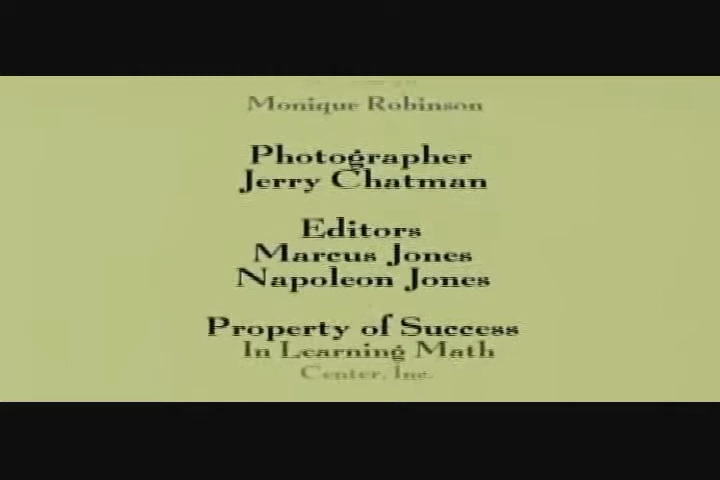 Monique Robinson
Photographer
Jerry Chatman
Editors
Marcus Jones
Napoleon Jones
Property of Success
In Learning Math
Center, Inc.